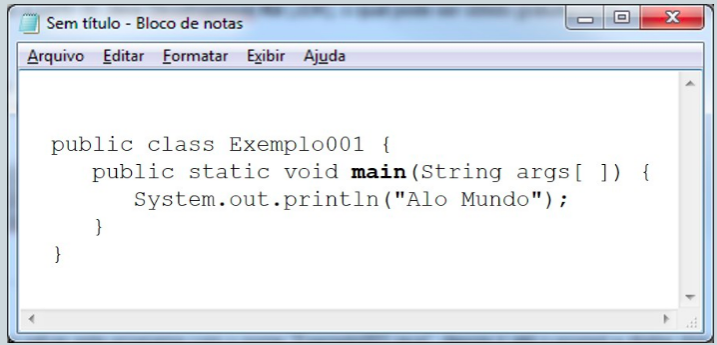 Sem título - Bloco de notas
Arquivo Editar Formatar Exibir Ajuda
public class Exemplo001 {
public static void main(String args[ ]) {
System.out.println("Alo Mundo");
}
}